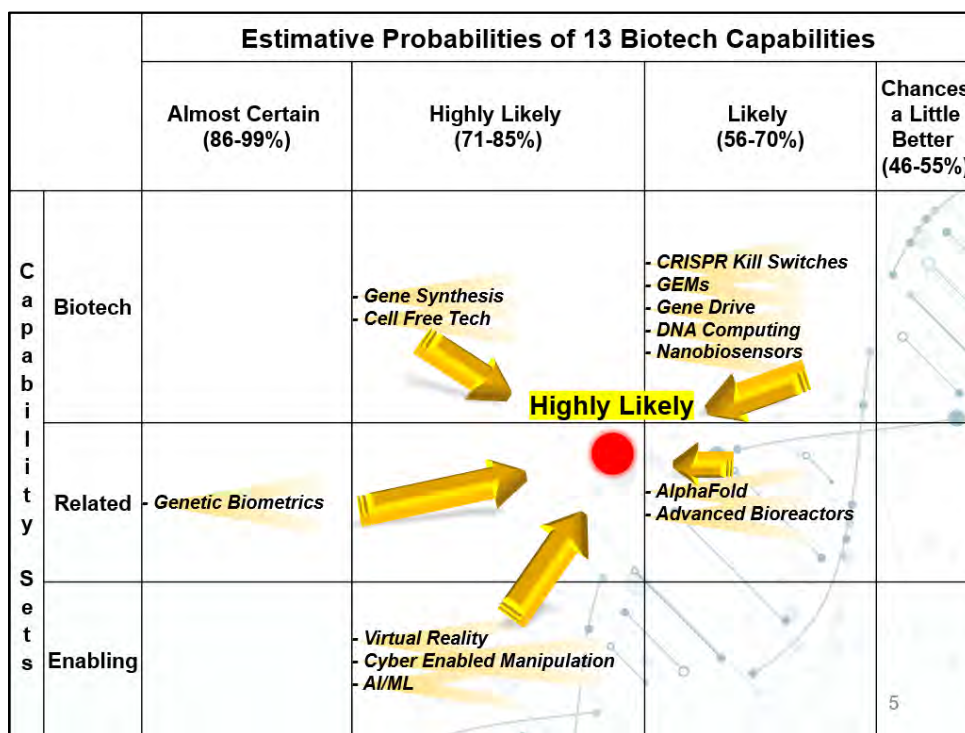 Estimative Probabilities of 13 Biotech Capabilities
Almost Certain
(86-99%)
Highly Likely
(71-85%)
Likely
(56-70%)
Chances
a Little
Better
(46-55%)
Capability Sets
Biotech
- Gene Synthesis
- Cell Free Tech
- CRISPR Kill Switches
- GEMs
- Gene Drive
- DNA Computing
- Nanobiosensors
Highly Likely
Related
- Genetic Biometrics
- AlphaFold
- Advanced Bioreactors
Enabling
- Virtual Reality
- Cyber Enabled Manipulation
- AI/ML
5